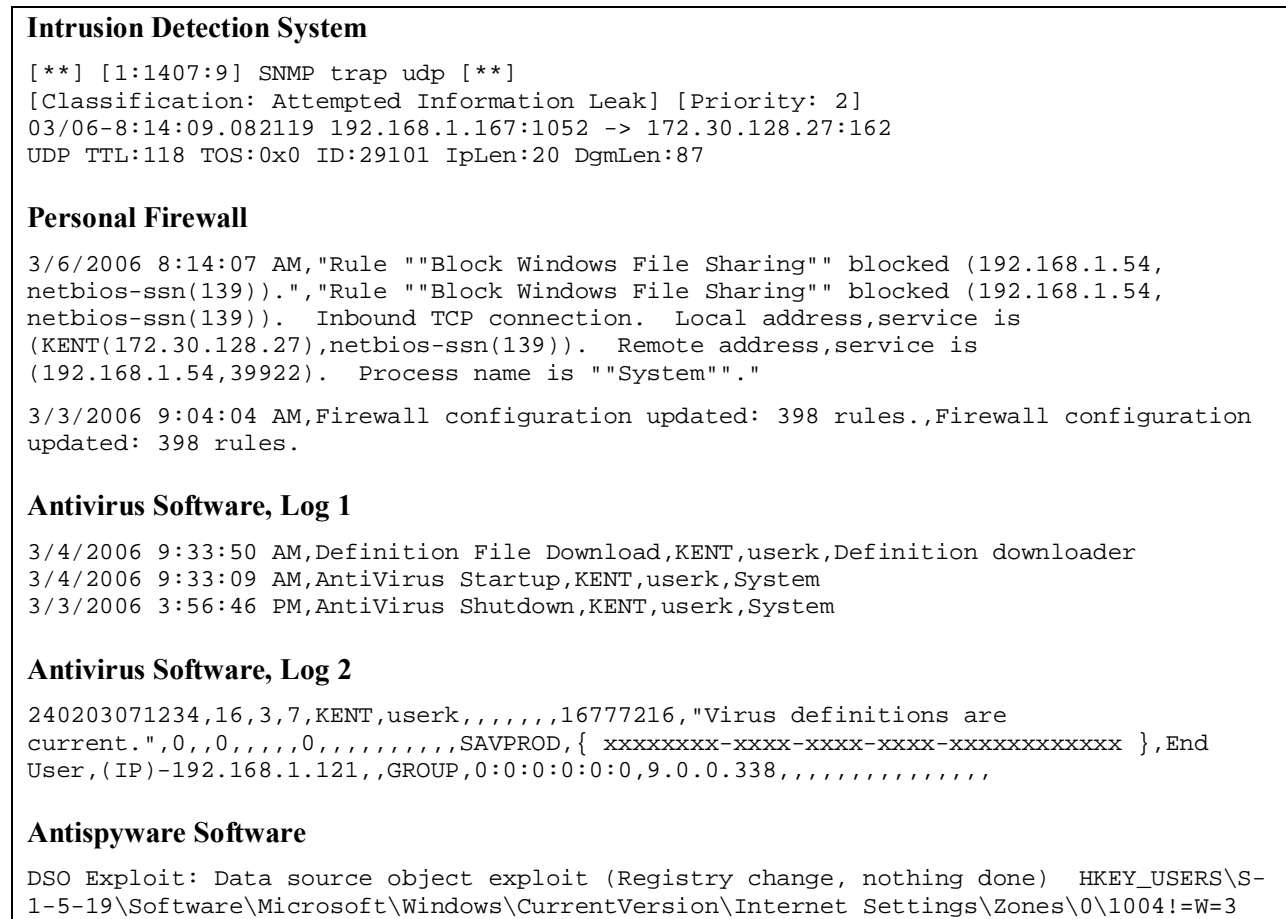 Intrusion Detection System
[**] [1:1407:9] SNMP trap udp [**]
[Classification: Attempted Information Leak] [Priority: 2]
03/06-8:14:09.082119 192.168.1.167:1052 -> 172.30.128.27:162
UDP TTL:118 TOS:0x0 ID:29101 IpLen:20 DgmLen:87
Personal Firewall
3/6/2006 8:14:07 AM,"Rule ""Block Windows File Sharing"" blocked (192.168.1.54,
netbios-ssn(139)).","Rule ""Block Windows File Sharing"" blocked (192.168.1.54,
netbios-ssn(139)).  Inbound TCP connection.  Local address,service is
(KENT(172.30.128.27),netbios-ssn(139)).  Remote address,service is
(192.168.1.54,39922).  Process name is ""System""."
3/3/2006 9:04:04 AM,Firewall configuration updated: 398 rules.,Firewall configuration
updated: 398 rules.
Antivirus Software, Log 1
3/4/2006 9:33:50 AM,Definition File Download,KENT,userk,Definition downloader
3/4/2006 9:33:09 AM,AntiVirus Startup,KENT,userk,System
3/3/2006 3:56:46 PM,AntiVirus Shutdown,KENT,userk,System
Antivirus Software, Log 2
240203071234,16,3,7,KENT,userk,,,,,,,16777216,"Virus definitions are
current.",0,,0,,,,,0,,,,,,,,,,SAVPROD,{ xxxxxxxx-xxxx-xxxx-xxxx-xxxxxxxxxxxx },End
User,(IP)-192.168.1.121,,GROUP,0:0:0:0:0:0,9.0.0.338,,,,,,,,,,,,,,,
Antispyware Software
DSO Exploit: Data source object exploit (Registry change, nothing done)  HKEY_USERS\S-
1-5-19\Software\Microsoft\Windows\CurrentVersion\Internet Settings\Zones\0\1004!=W=3